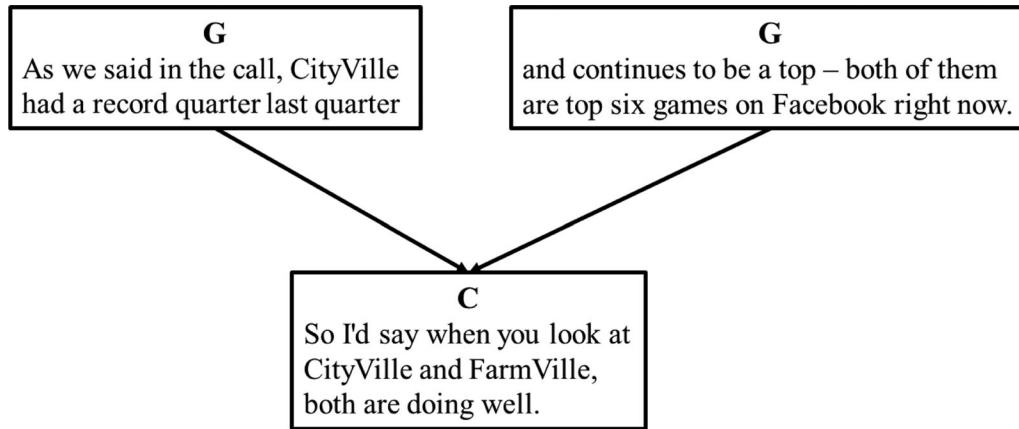 G
As we said in the call, CityVille
had a record quarter last quarter
G
and continues to be a top – both of them
are top six games on Facebook right now.
C
So I'd say when you look at
CityVille and FarmVille,
both are doing well.